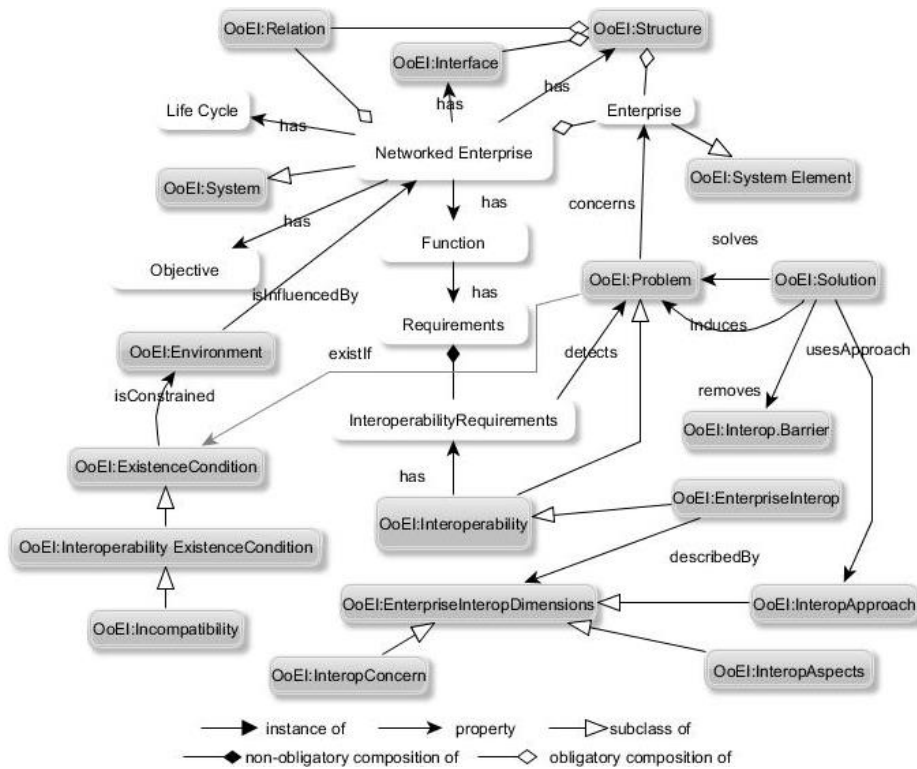 OoEI:Relation
OoEI:Structure
OoEI:Interface
has
has
Life Cycle
has
Enterprise
Networked Enterprise
OoEI:System
OoEI:System Element
has
has
concerns
Function
solves
Objective
isInfluencedBy
has
OoEI:Problem
OoEI:Solution
Requirements
Induces
OoEI:Environment
existIf
detects
usesApproach
isConstrained
removes
InteroperabilityRequirements
OoEI:Interop.Barrier
OoEI:ExistenceCondition
has
OoEI:EnterpriseInterop
OoEI:Interoperability
OoEI:Interoperability ExistenceCondition
describedBy
OoEI:EnterpriseInteropDimensions
OoEI:InteropApproach
OoEI:Incompatibility
OoEI:InteropConcern
OoEI:InteropAspects
instance of
property
subclass of
non-obligatory composition of
obligatory composition of